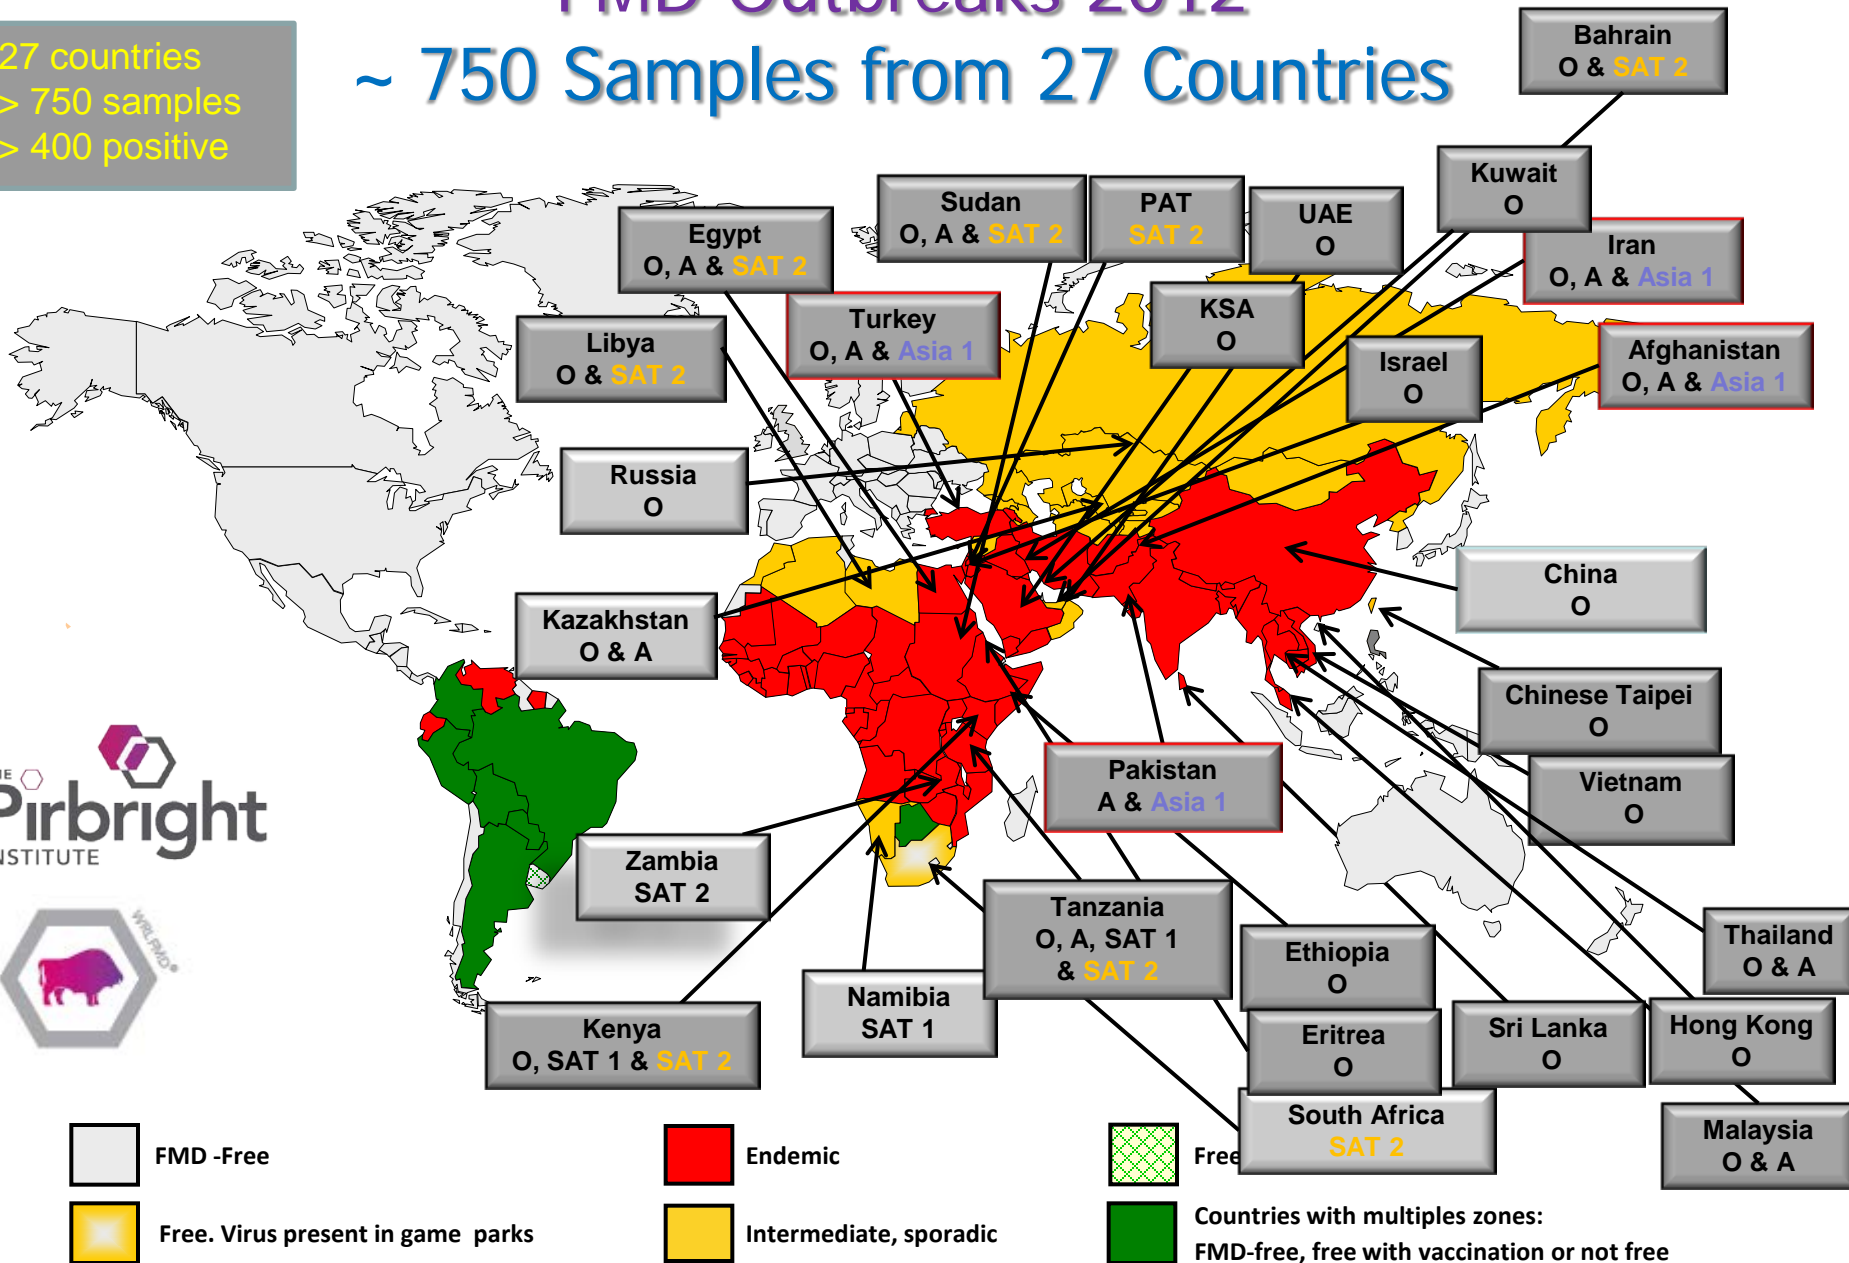 FMD Outbreaks 2012
~ 750 Samples from 27 Countries
27 countries
> 750 samples
> 400 positive
Bahrain
O & SAT 2
Kuwait
O
Sudan
O, A & SAT 2
PAT
SAT 2
UAE
O
Egypt
O, A & SAT 2
Iran
O, A & Asia 1
Turkey
O, A & Asia 1
KSA
O
Libya
O & SAT 2
Israel
O
Afghanistan
O, A & Asia 1
Russia
O
China
O
Kazakhstan
O & A
Chinese Taipei
O
Pakistan
A & Asia 1
Vietnam
O
Pirbright
Zambia
SAT 2
Tanzania
O, A, SAT 1
& SAT 2
WRLFMD®
Ethiopia
O
Thailand
O & A
Namibia
SAT 1
Kenya
O, SAT 1 & SAT 2
Eritrea
O
Sri Lanka
O
Hong Kong
O
South Africa
SAT 2
Malaysia
O & A
FMD -Free
Endemic
Free
Free. Virus present in game parks
Intermediate, sporadic
Countries with multiples zones:
FMD-free, free with vaccination or not free